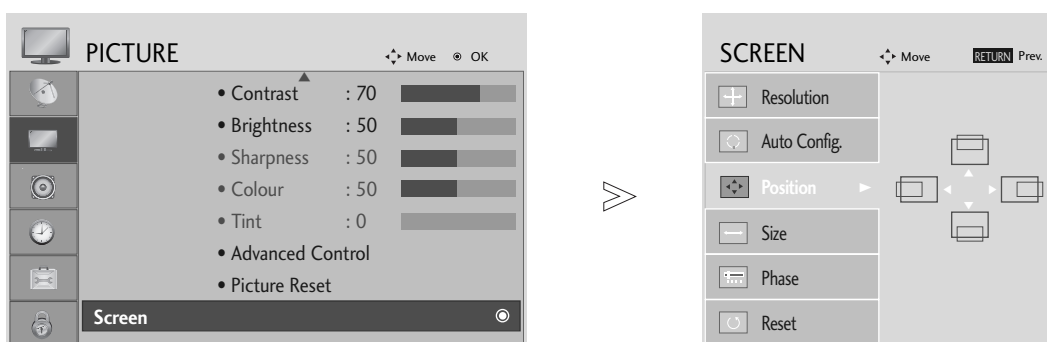 PICTURE Move OK
• Contrast : 70
• Brightness : 50
• Sharpness : 50
• Colour : 50
• Tint : 0
• Advanced Control
• Picture Reset
Screen
SCREEN Move RETURN Prev.
Resolution
Auto Config.
Position
Size
Phase
Reset